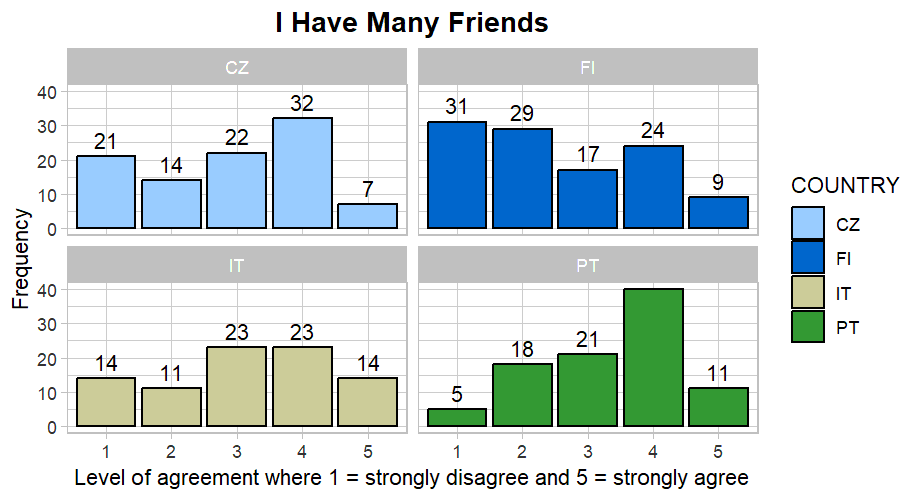 I Have Many Friends
CZ
FI
40
30
20
10
0
21
14
22
32
7
31
29
17
24
9
IT
PT
40
30
20
10
0
14
11
23
23
14
5
18
21
11
1 2 3 4 5
1 2 3 4 5
Frequency
Level of agreement where 1 = strongly disagree and 5 = strongly agree
COUNTRY
CZ
FI
IT
PT